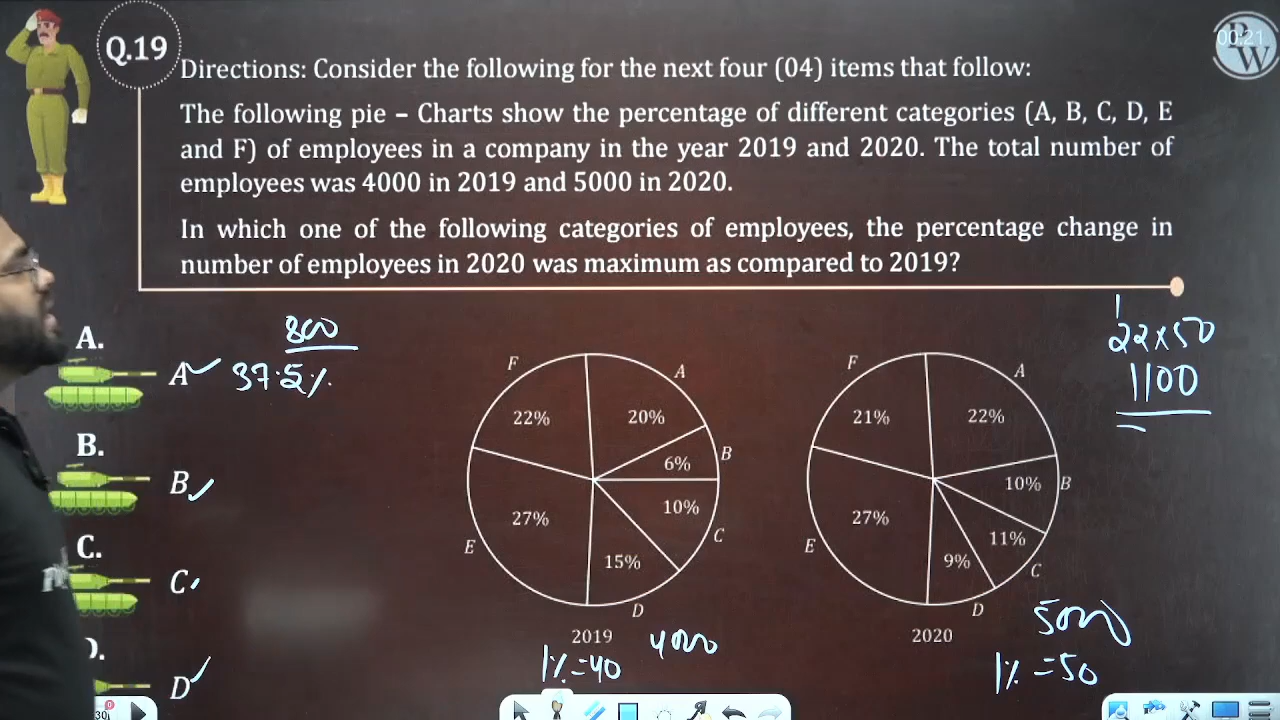 Q.19
00:21
PW
Directions: Consider the following for the next four (04) items that follow:
The following pie – Charts show the percentage of different categories (A, B, C, D, E
and F) of employees in a company in the year 2019 and 2020. The total number of
employees was 4000 in 2019 and 5000 in 2020.
In which one of the following categories of employees, the percentage change in
number of employees in 2020 was maximum as compared to 2019?
A.
A
800
37.5%
B.
B
C.
C
D.
D
F
A
22%
20%
B
6%
10%
27%
C
E
15%
D
2019
4000
1% = 40
F
A
21%
22%
10%
B
27%
11%
E
9%
C
D
2020
5000
1% = 50
22×50
1100